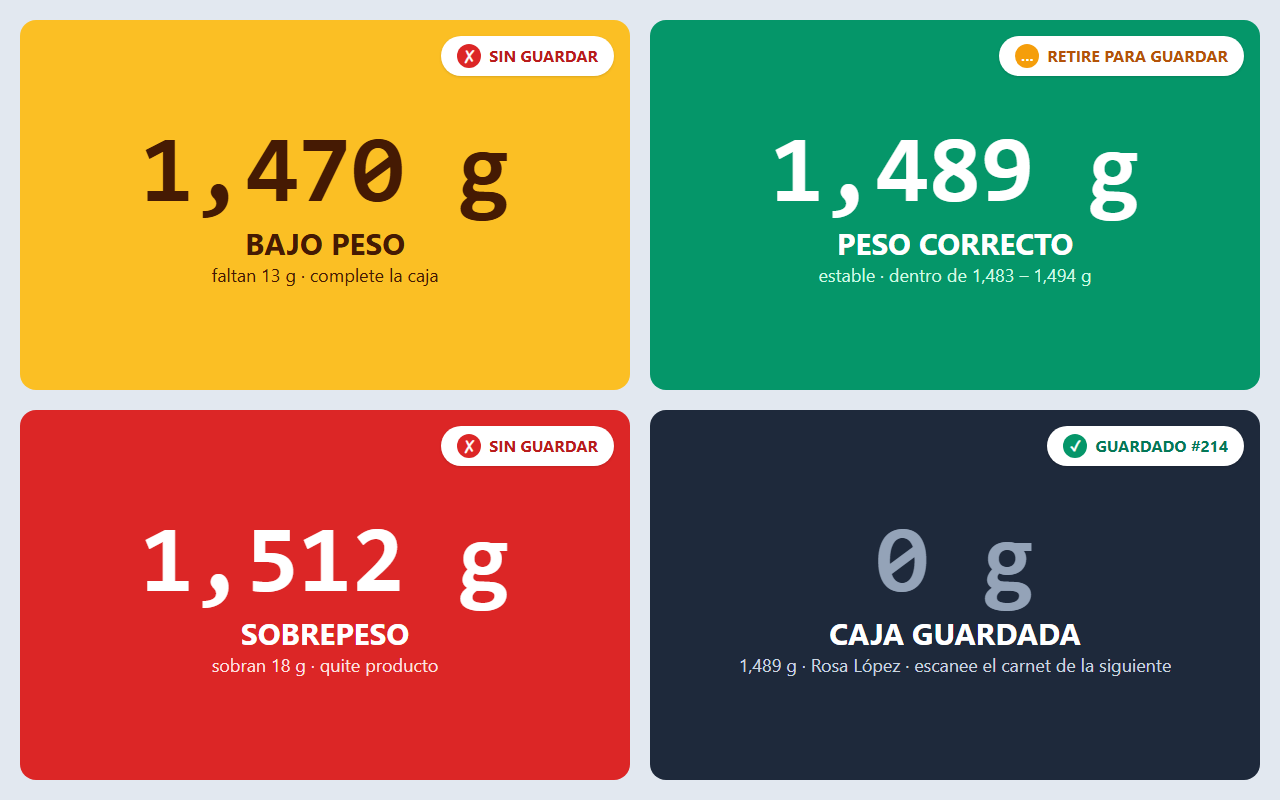 ✗ SIN GUARDAR
1,470 g
BAJO PESO
faltan 13 g · complete la caja
… RETIRE PARA GUARDAR
1,489 g
PESO CORRECTO
estable · dentro de 1,483 – 1,494 g
✗ SIN GUARDAR
1,512 g
SOBREPESO
sobran 18 g · quite producto
✓ GUARDADO #214
0 g
CAJA GUARDADA
1,489 g · Rosa López · escanee el carnet de la siguiente